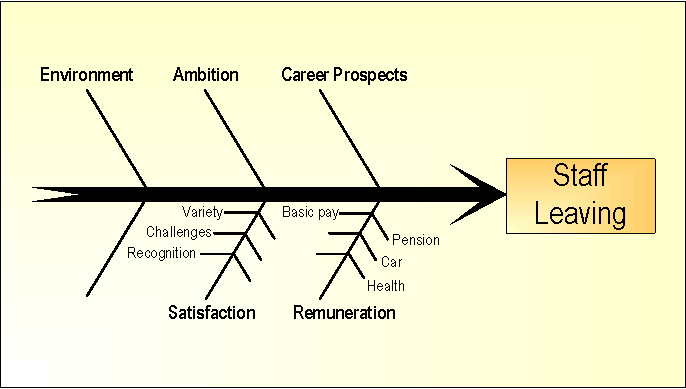 Environment
Ambition
Career Prospects
Staff
Leaving
Variety
Basic pay
Challenges
Pension
Recognition
Car
Health
Satisfaction
Remuneration